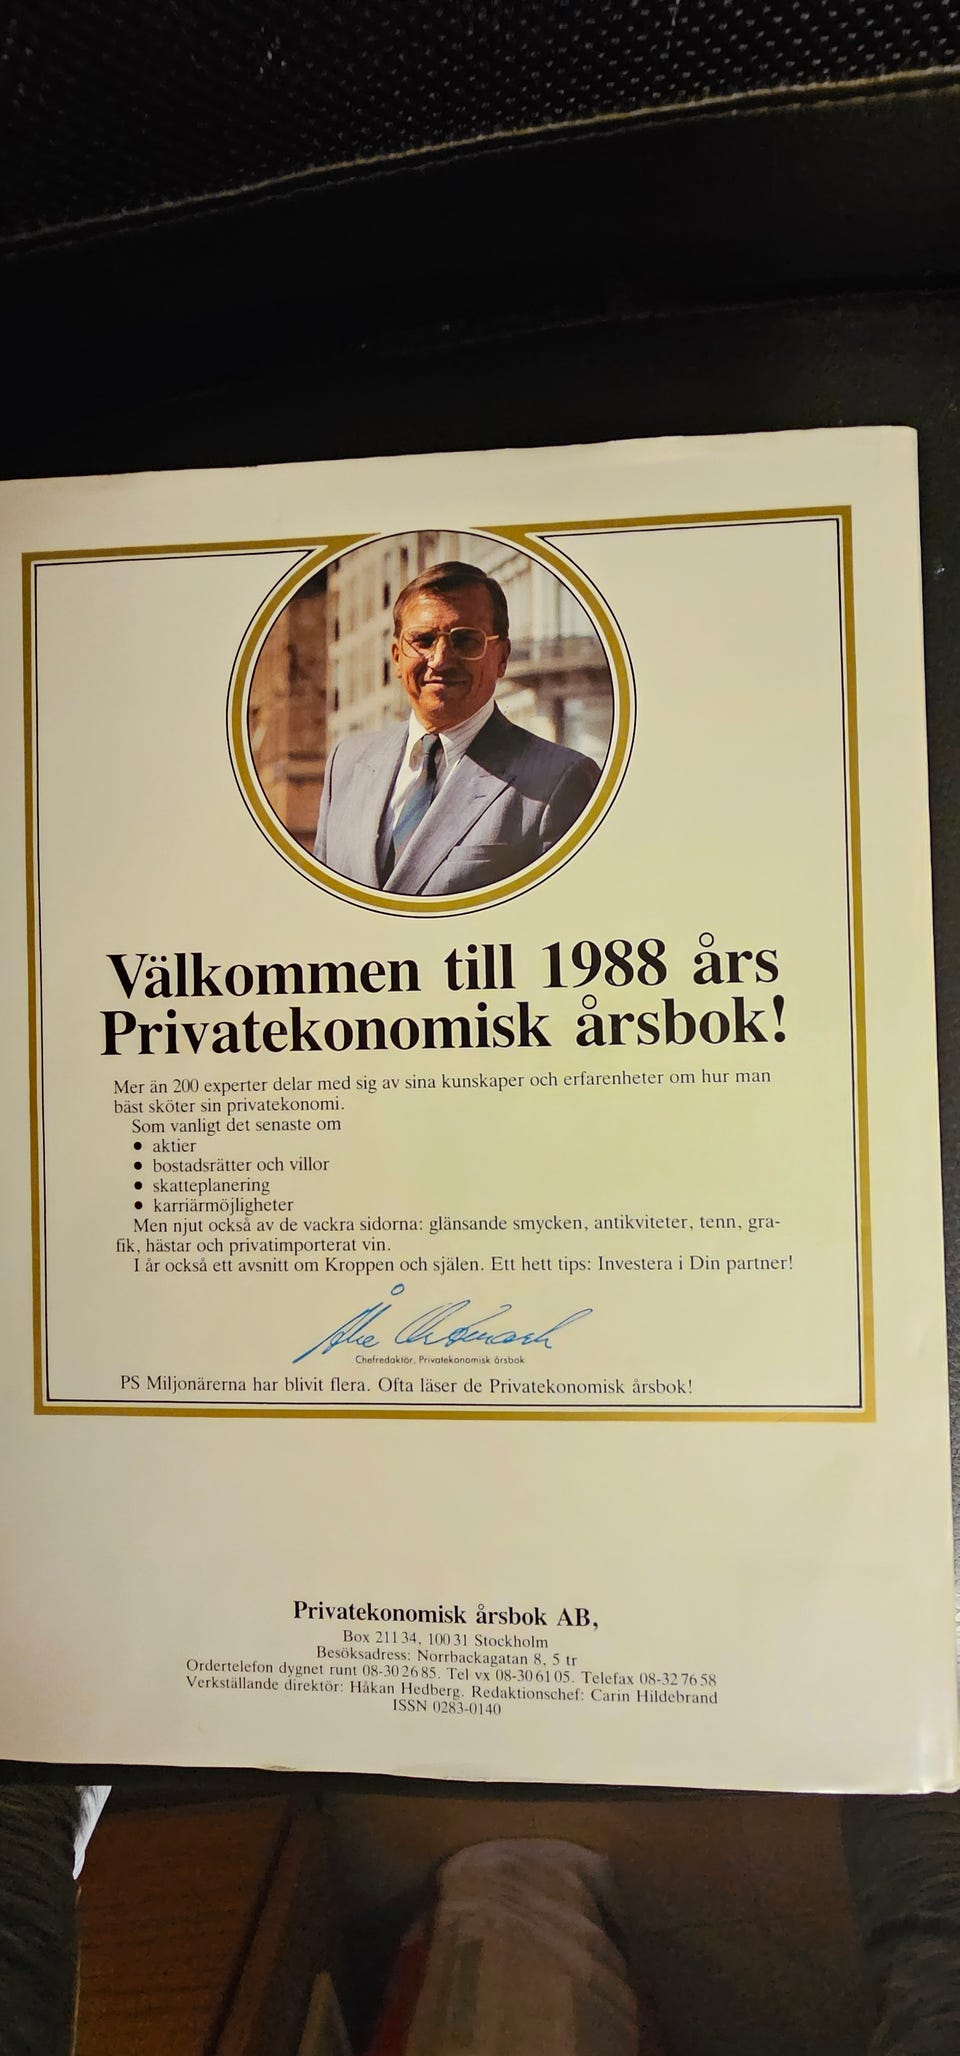 Välkommen till 1988 års
Privatekonomisk årsbok!
Mer än 200 experter delar med sig av sina kunskaper och erfarenheter om hur man
bäst sköter sin privatekonomi.
Som vanligt det senaste om
• aktier
• bostadsrätter och villor
• skatteplanering
• karriärmöjligheter
Men njut också av de vackra sidorna: glänsande smycken, antikviteter, tenn, gra-
fik, hästar och privatimporterat vin.
I år också ett avsnitt om Kroppen och själen. Ett hett tips: Investera i Din partner!
Åke
Chefredaktör, Privatekonomisk årsbok
PS Miljonärerna har blivit flera. Ofta läser de Privatekonomisk årsbok!
Privatekonomisk årsbok AB,
Box 211 34, 100 31 Stockholm
Besöksadress: Norrbackagatan 8, 5 tr
Ordertelefon dygnet runt 08-30 26 85. Tel vx 08-30 61 05. Telefax 08-32 76 58
Verkställande direktör: Håkan Hedberg. Redaktionschef: Carin Hildebrand
ISSN 0283-0140